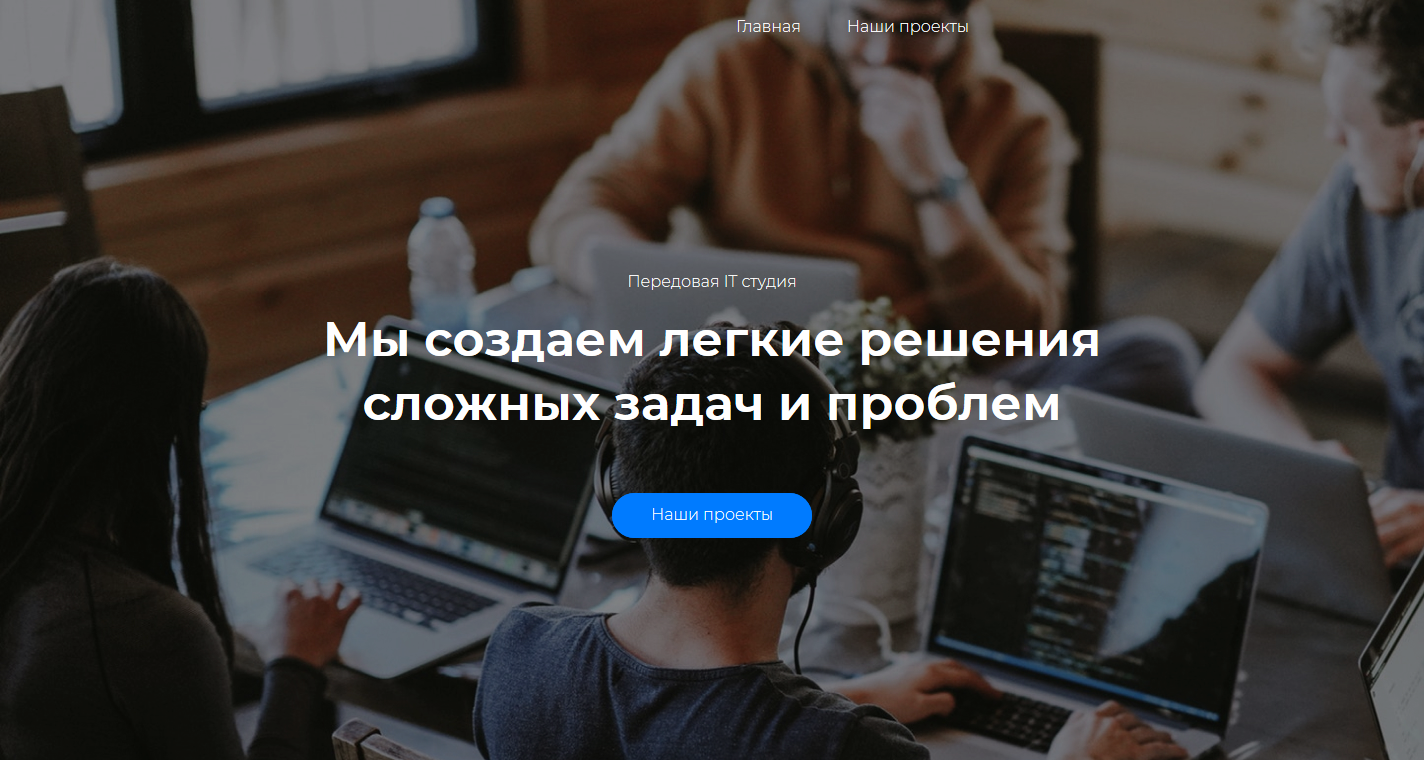 Главная Наши проекты
Передовая IT студия
Мы создаем легкие решения
сложных задач и проблем
Наши проекты